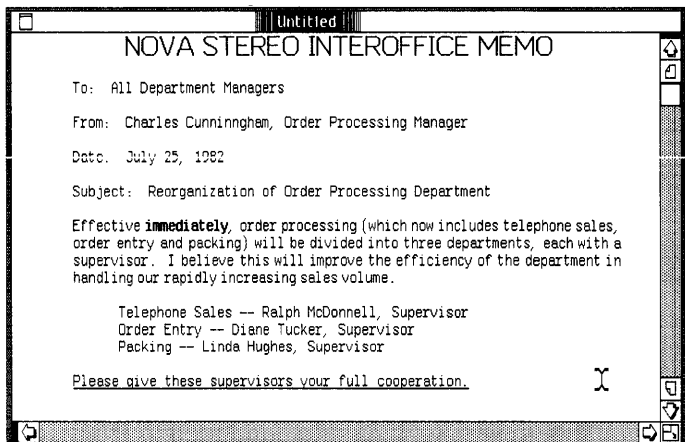 Untitled
NOVA STEREO INTEROFFICE MEMO
To: All Department Managers
From: Charles Cunninngham, Order Processing Manager
Date. July 25, 1982
Subject: Reorganization of Order Processing Department
Effective immediately, order processing (which now includes telephone sales,
order entry and packing) will be divided into three departments, each with a
supervisor. I believe this will improve the efficiency of the department in
handling our rapidly increasing sales volume.
Telephone Sales -- Ralph McDonnell, Supervisor
Order Entry -- Diane Tucker, Supervisor
Packing -- Linda Hughes, Supervisor
Please give these supervisors your full cooperation.